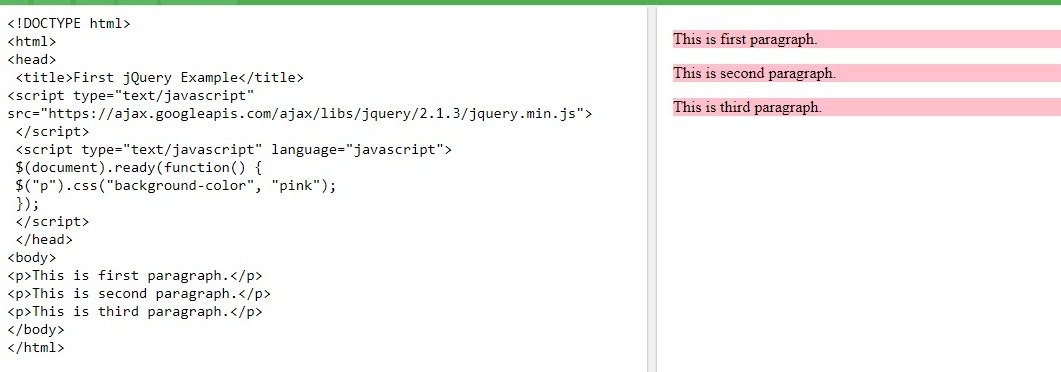 <!DOCTYPE html>
<html>
<head>
<title>First jQuery Example</title>
<script type="text/javascript"
src="https://ajax.googleapis.com/ajax/libs/jquery/2.1.3/jquery.min.js">
</script>
<script type="text/javascript" language="javascript">
$(document).ready(function() {
$("p").css("background-color", "pink");
});
</script>
</head>
<body>
<p>This is first paragraph.</p>
<p>This is second paragraph.</p>
<p>This is third paragraph.</p>
</body>
</html>
This is first paragraph.
This is second paragraph.
This is third paragraph.